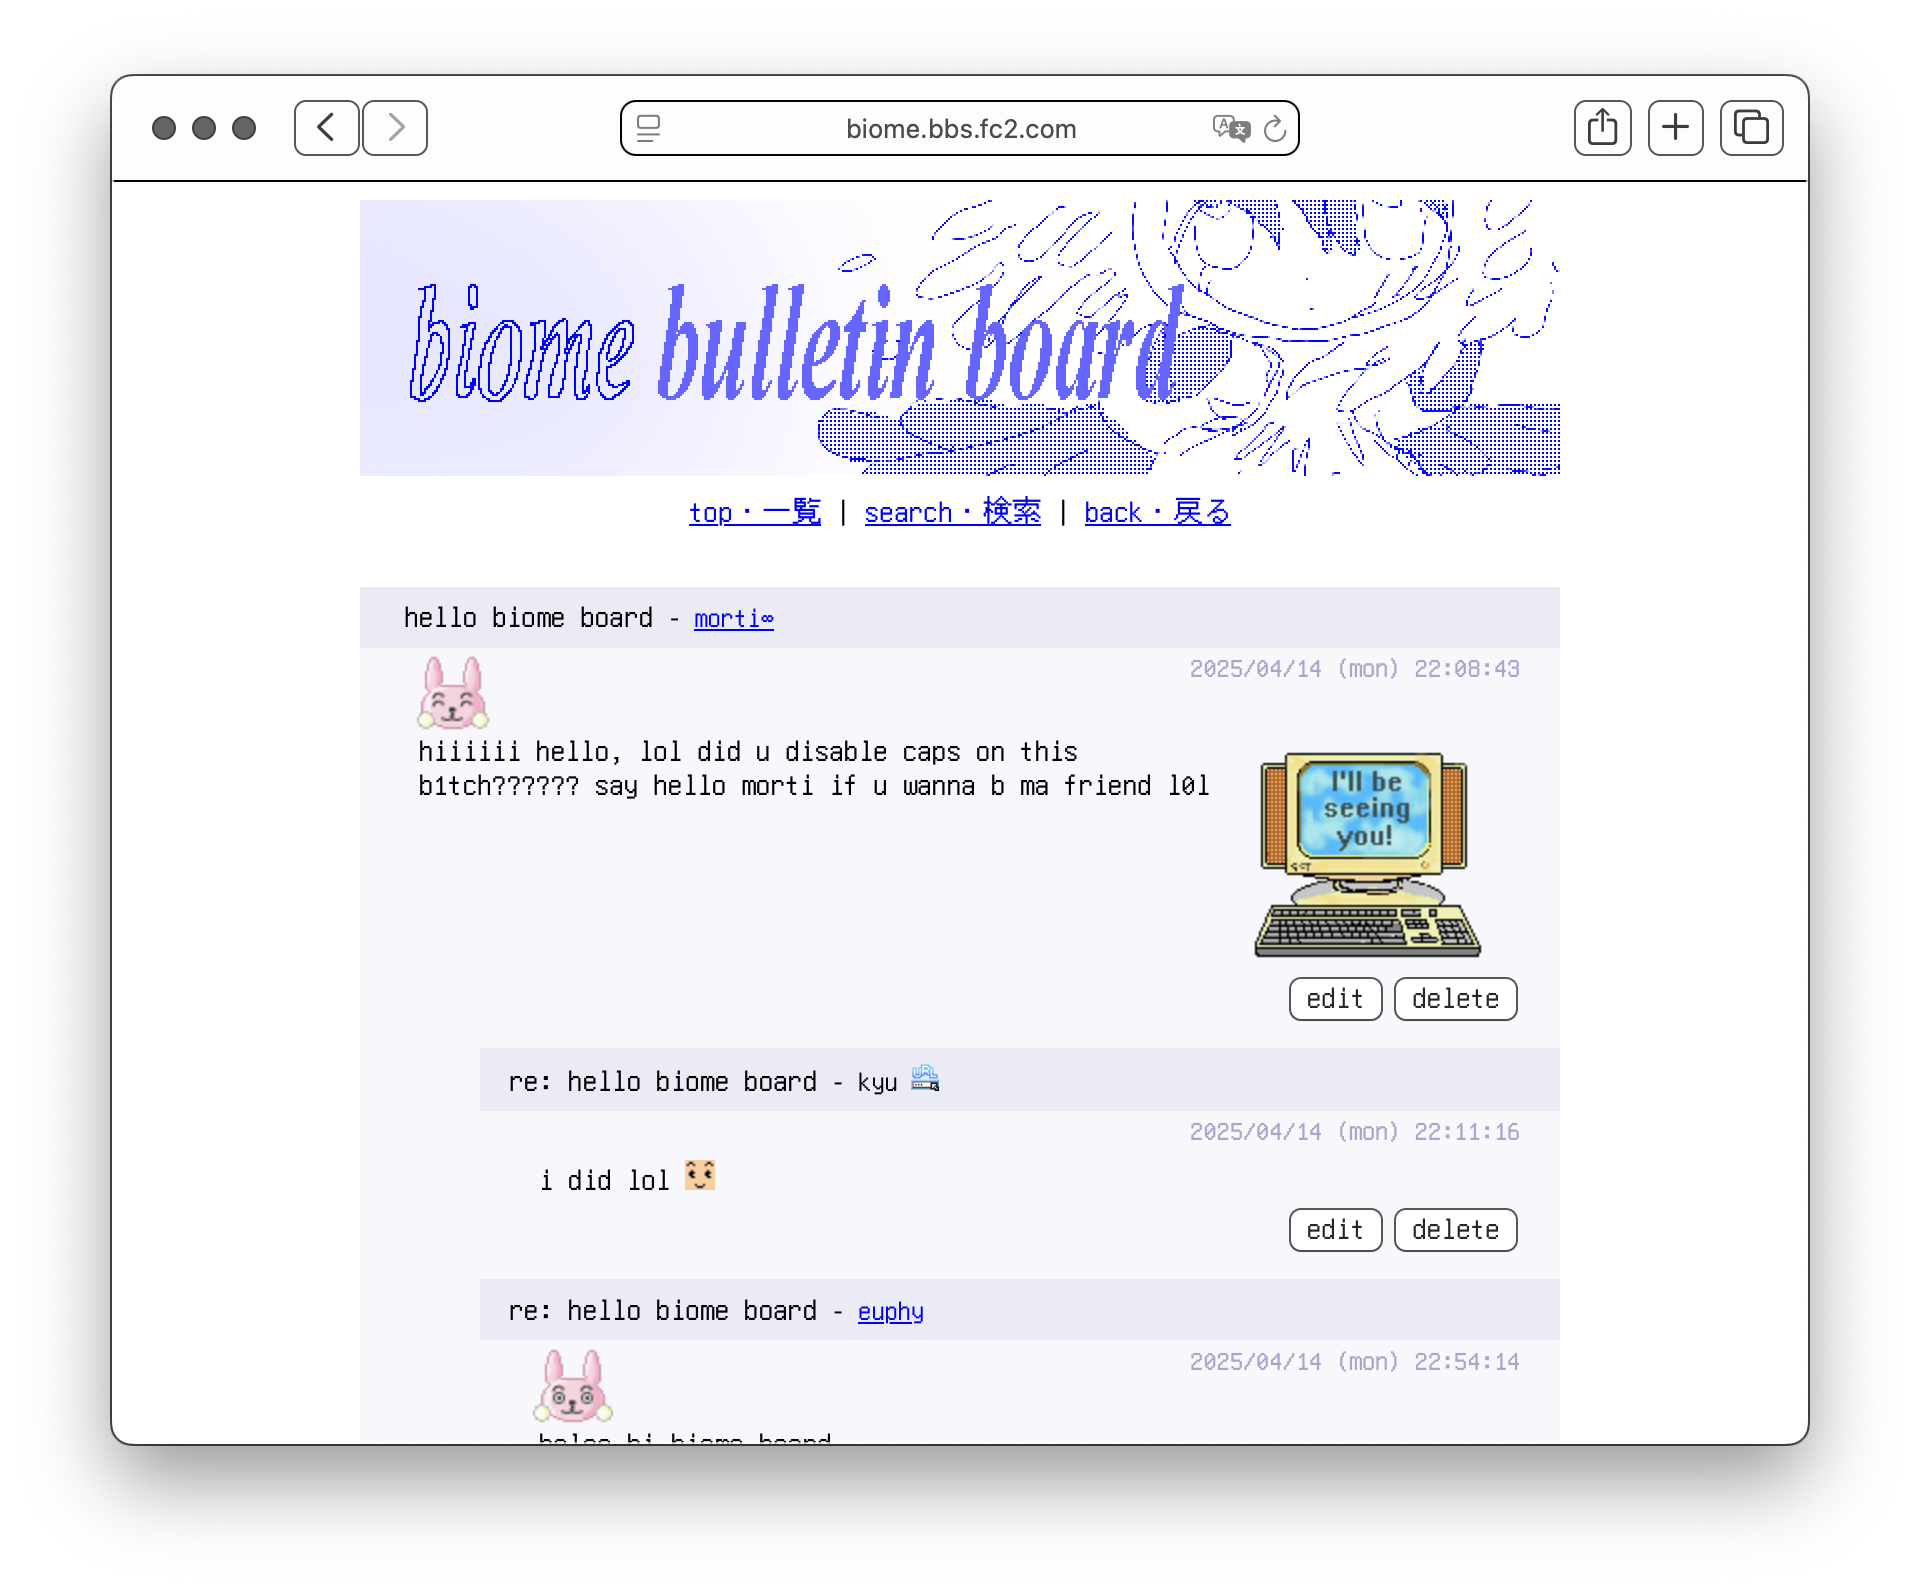 biome.bbs.fc2.com
biome bulletin board
top・一覧 | search・検索 | back・戻る
hello biome board - morti∞
2025/04/14 (mon) 22:08:43
hiiiiii hello, lol did u disable caps on this
b1tch?????? say hello morti if u wanna b ma friend l0l
I'll be
seeing
you!
edit delete
re: hello biome board - kyu URL
2025/04/14 (mon) 22:11:16
i did lol
edit delete
re: hello biome board - euphy
2025/04/14 (mon) 22:54:14